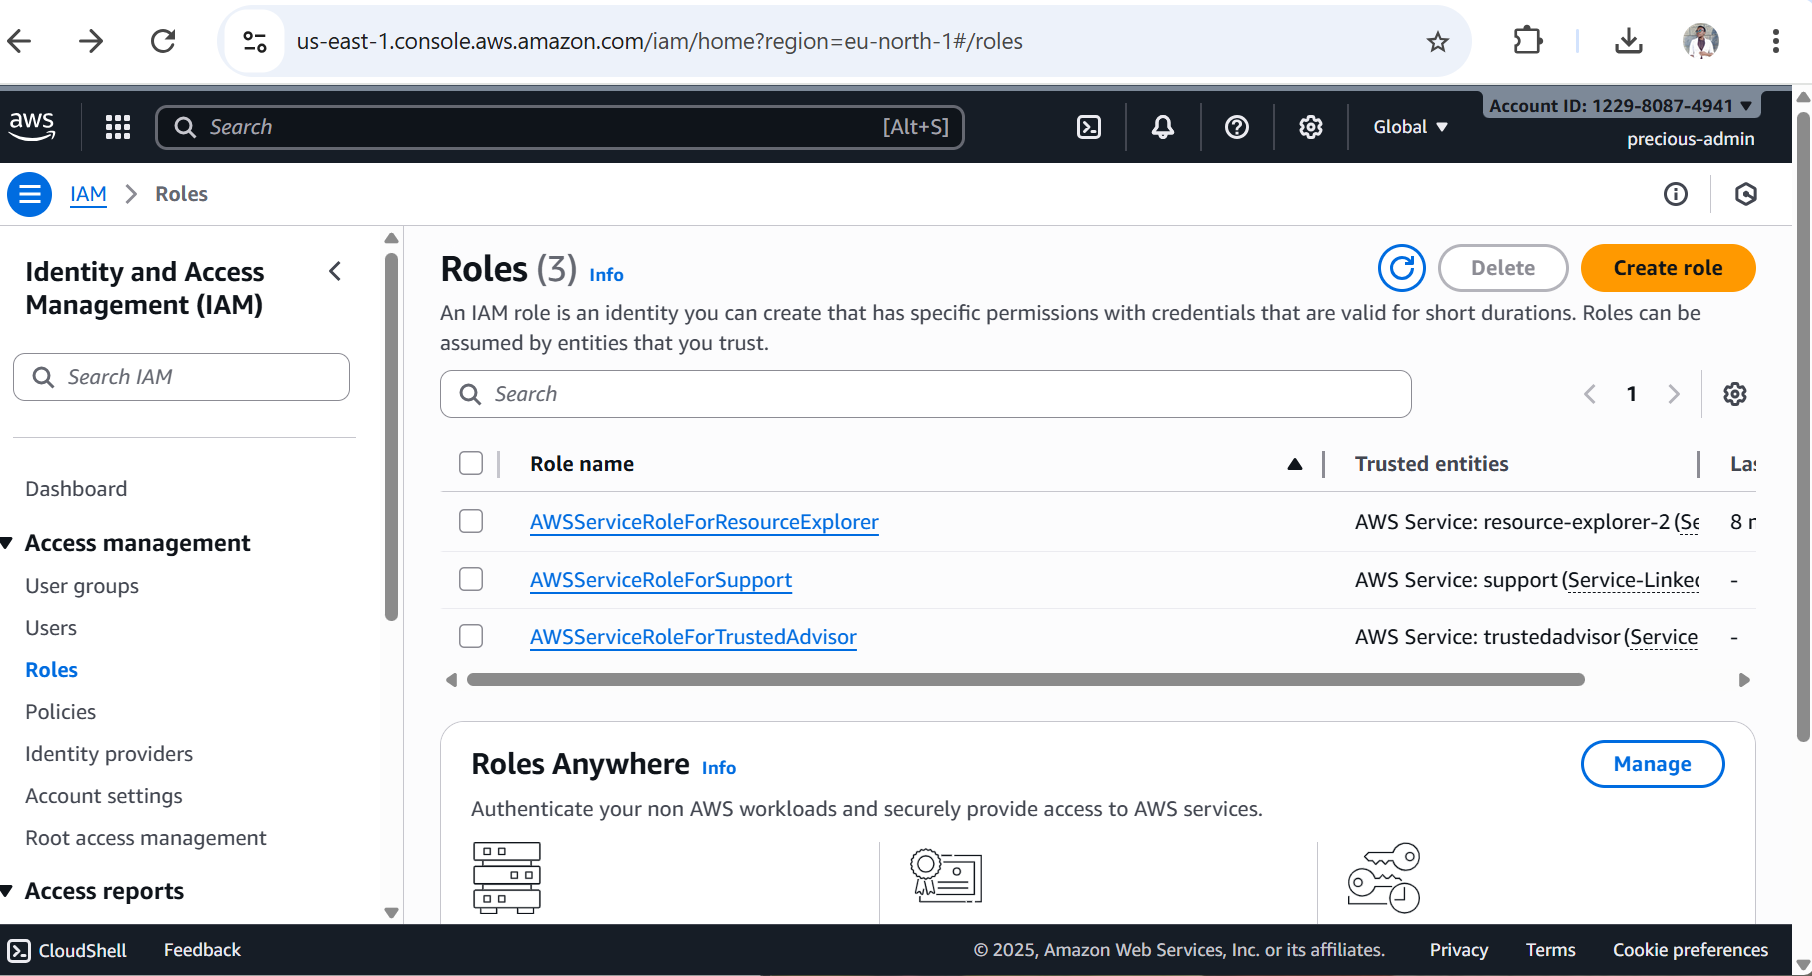 us-east-1.console.aws.amazon.com/iam/home?region=eu-north-1#/roles
aws
Search
[Alt+S]
Global
Account ID: 1229-8087-4941
precious-admin
IAM
Roles
Identity and Access
Management (IAM)
Search IAM
Dashboard
Access management
User groups
Users
Roles
Policies
Identity providers
Account settings
Root access management
Access reports
Roles (3) Info
Delete
Create role
An IAM role is an identity you can create that has specific permissions with credentials that are valid for short durations. Roles can be
assumed by entities that you trust.
Search
1
Role name
Trusted entities
AWSServiceRoleForResourceExplorer
AWS Service: resource-explorer-2 (Se
8
AWSServiceRoleForSupport
AWS Service: support (Service-Linked
-
AWSServiceRoleForTrustedAdvisor
AWS Service: trustedadvisor (Service
-
Roles Anywhere Info
Manage
Authenticate your non AWS workloads and securely provide access to AWS services.
CloudShell
Feedback
© 2025, Amazon Web Services, Inc. or its affiliates.
Privacy
Terms
Cookie preferences